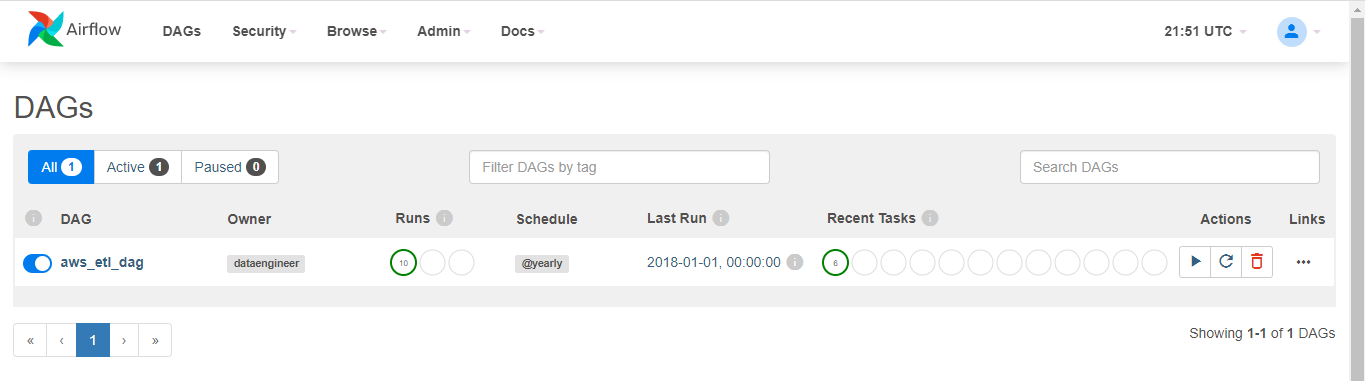 Airflow DAGs Security Browse Admin Docs 21:51 UTC
DAGs
All 1 Active 1 Paused 0 Filter DAGs by tag Search DAGs
i DAG Owner Runs i Schedule Last Run i Recent Tasks i Actions Links
aws_etl_dag dataengineer 10 @yearly 2018-01-01, 00:00:00 i 6
« ‹ 1 › » Showing 1-1 of 1 DAGs